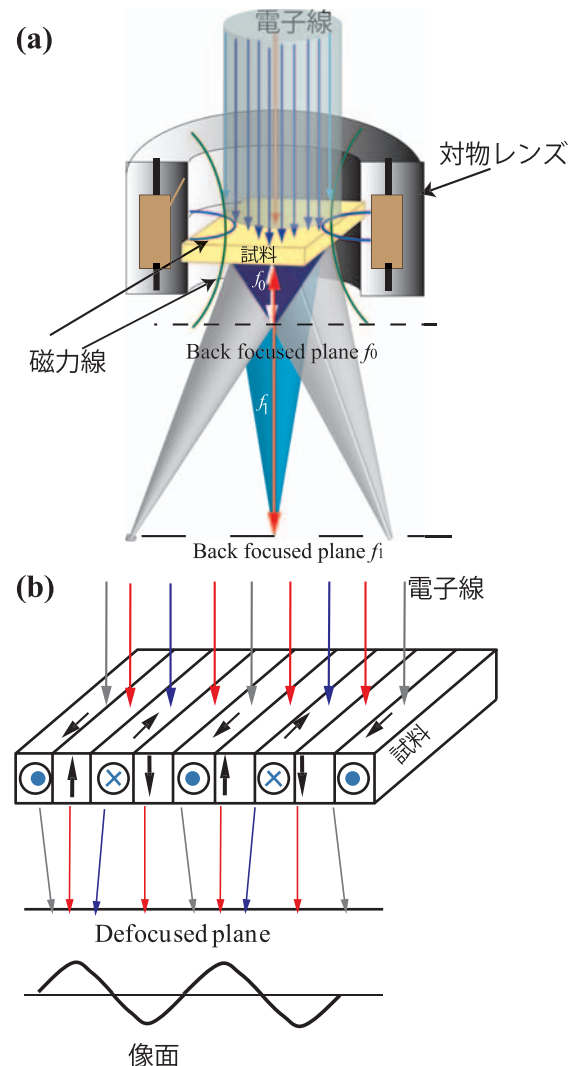 (a)
電子線
対物レンズ
試料
f0
磁力線
Back focused plane f0
f1
Back focused plane f1
(b)
電子線
試料
Defocused plane
像面